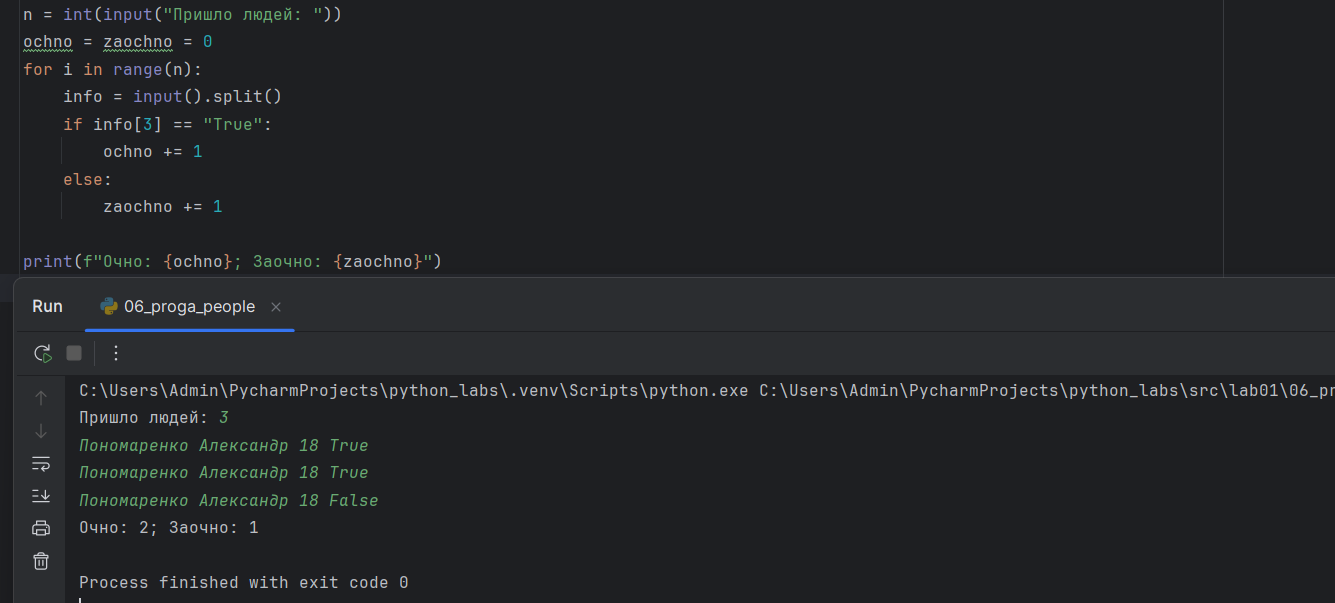 n = int(input("Пришло людей: "))
ochno = zaochno = 0
for i in range(n):
    info = input().split()
    if info[3] == "True":
        ochno += 1
    else:
        zaochno += 1
print(f"Очно: {ochno}; Заочно: {zaochno}")
Run 06_proga_people
C:\Users\Admin\PycharmProjects\python_labs\.venv\Scripts\python.exe C:\Users\Admin\PycharmProjects\python_labs\src\lab01\06_pr
Пришло людей: 3
Пономаренко Александр 18 True
Пономаренко Александр 18 True
Пономаренко Александр 18 False
Очно: 2; Заочно: 1
Process finished with exit code 0